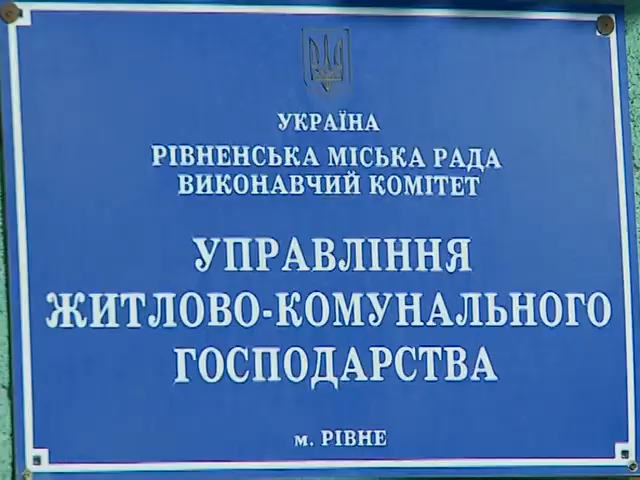 УКРАЇНА
РІВНЕНСЬКА МІСЬКА РАДА
ВИКОНАВЧИЙ КОМІТЕТ
УПРАВЛІННЯ
ЖИТЛОВО-КОМУНАЛЬНОГО
ГОСПОДАРСТВА
м. РІВНЕ